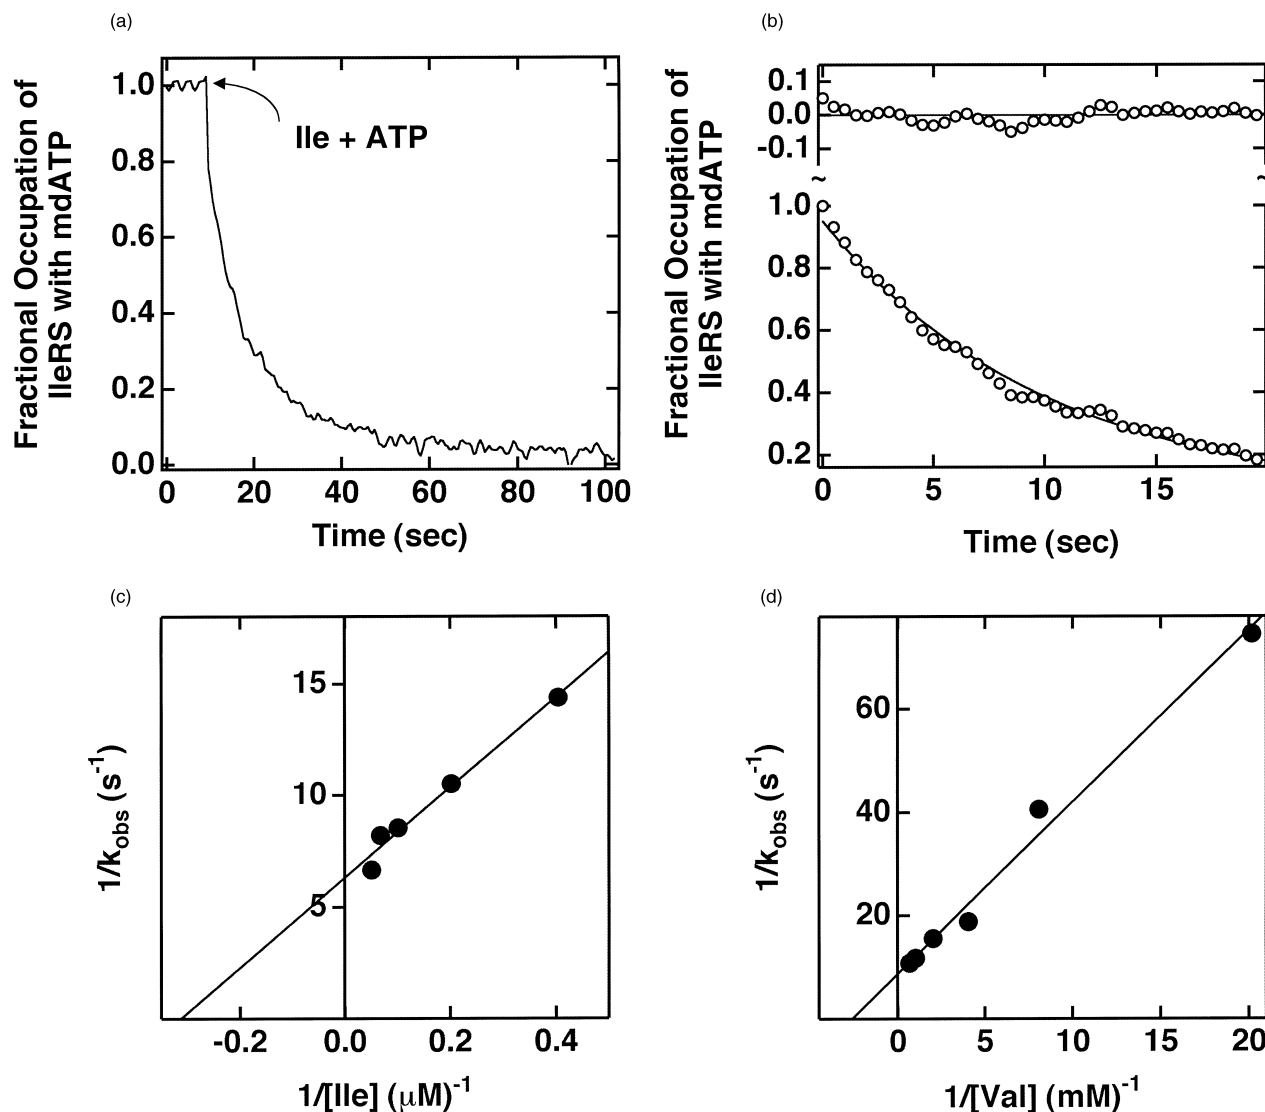 (a)
Fractional Occupation of
IleRS with mdATP
1.0
0.8
0.6
0.4
0.2
0.0
Ile + ATP
0 20 40 60 80 100
Time (sec)
(b)
Fractional Occupation of
IleRS with mdATP
0.1
0.0
-0.1
~ ~
1.0
0.8
0.6
0.4
0.2
0 5 10 15
Time (sec)
(c)
1/kobs (s-1)
15
10
5
-0.2 0.0 0.2 0.4
1/[Ile] (μM)-1
(d)
1/kobs (s-1)
60
40
20
0 5 10 15 20
1/[Val] (mM)-1